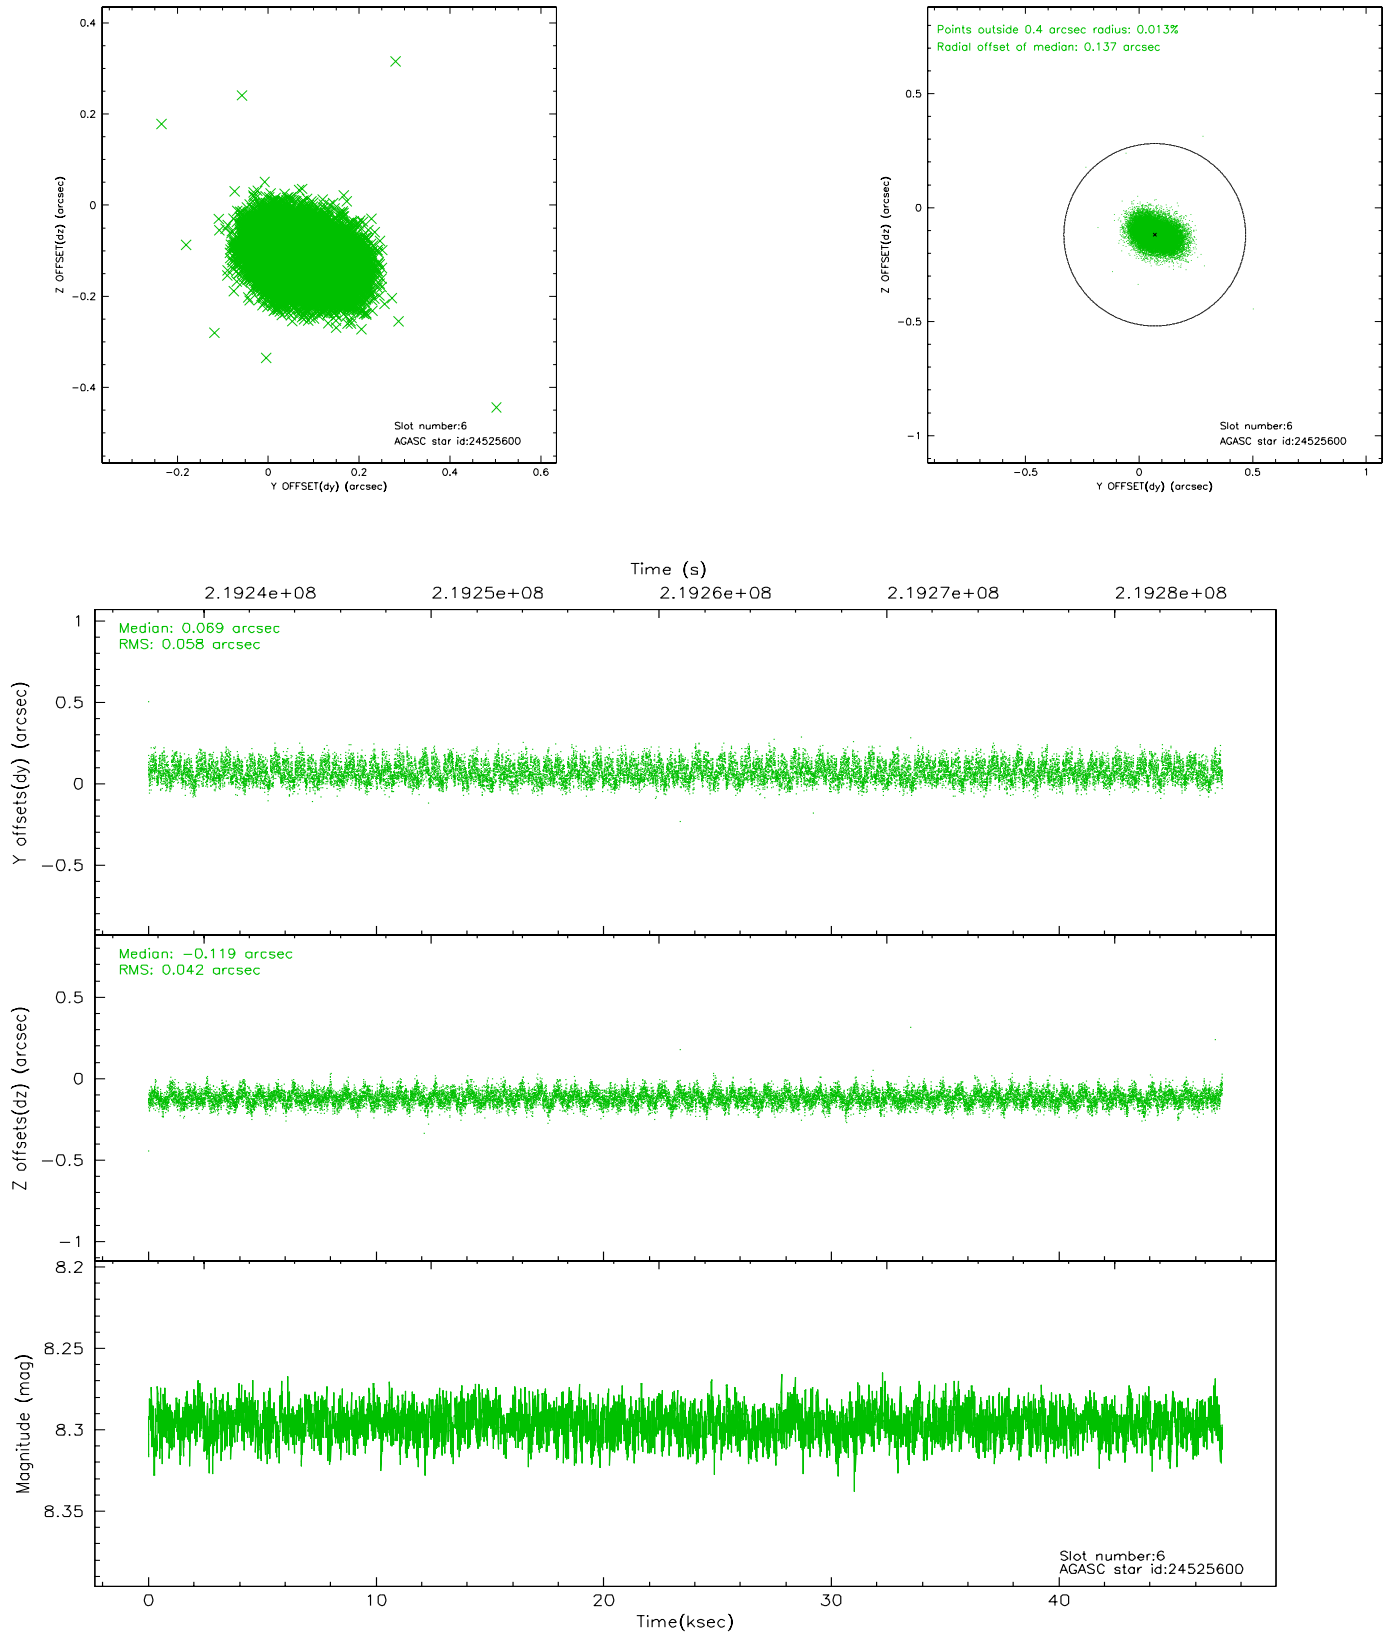 0.4
0.2
0
−0.2
−0.4
Z OFFSET(dz) (arcsec)
Slot number:6
AGASC star id:24525600
−0.2 0 0.2 0.4 0.6
Y OFFSET(dy) (arcsec)
Points outside 0.4 arcsec radius: 0.013%
Radial offset of median: 0.137 arcsec
0.5
0
−0.5
−1
Z OFFSET(dz) (arcsec)
Slot number:6
AGASC star id:24525600
−0.5 0 0.5 1
Y OFFSET(dy) (arcsec)
Time (s)
2.1924e+08 2.1925e+08 2.1926e+08 2.1927e+08 2.1928e+08
Median: 0.069 arcsec
RMS: 0.058 arcsec
1
0.5
0
−0.5
Y offsets(dy) (arcsec)
Median: −0.119 arcsec
RMS: 0.042 arcsec
0.5
0
−0.5
−1
Z offsets(dz) (arcsec)
8.2
8.25
8.3
8.35
Magnitude (mag)
Slot number:6
AGASC star id:24525600
0 10 20 30 40
Time(ksec)